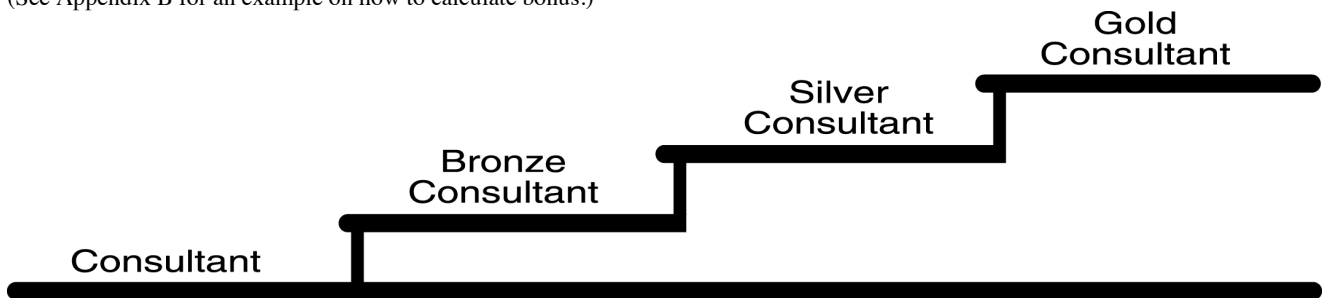 (See Appendix B for an example on how to calculate bonus.)
Gold
Consultant
Silver
Consultant
Bronze
Consultant
Consultant